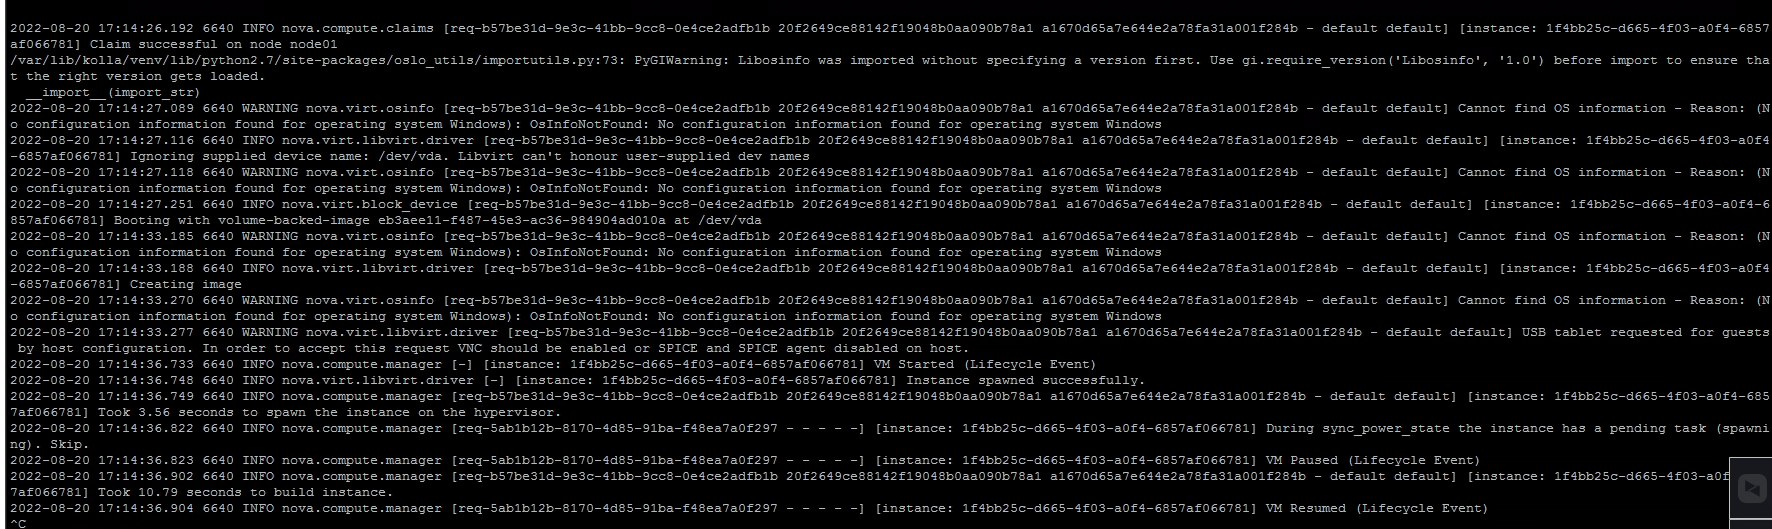 2022-08-20 17:14:26.192 6640 INFO nova.compute.claims [req-b57be31d-9e3c-41bb-9cc8-0e4ce2adfb1b 20f2649ce88142f19048b0aa090b78a1 a1670d65a7e644e2a78fa31a001f284b - default default] [instance: 1f4bb25c-d665-4f03-a0f4-6857
af066781] Claim successful on node node01
/var/lib/kolla/venv/lib/python2.7/site-packages/oslo_utils/importutils.py:73: PyGIWarning: Libosinfo was imported without specifying a version first. Use gi.require_version('Libosinfo', '1.0') before import to ensure tha
t the right version gets loaded.
  __import__(import_str)
2022-08-20 17:14:27.089 6640 WARNING nova.virt.osinfo [req-b57be31d-9e3c-41bb-9cc8-0e4ce2adfb1b 20f2649ce88142f19048b0aa090b78a1 a1670d65a7e644e2a78fa31a001f284b - default default] Cannot find OS information - Reason: (N
o configuration information found for operating system Windows): OsInfoNotFound: No configuration information found for operating system Windows
2022-08-20 17:14:27.116 6640 INFO nova.virt.libvirt.driver [req-b57be31d-9e3c-41bb-9cc8-0e4ce2adfb1b 20f2649ce88142f19048b0aa090b78a1 a1670d65a7e644e2a78fa31a001f284b - default default] [instance: 1f4bb25c-d665-4f03-a0f4
-6857af066781] Ignoring supplied device name: /dev/vda. Libvirt can't honour user-supplied dev names
2022-08-20 17:14:27.118 6640 WARNING nova.virt.osinfo [req-b57be31d-9e3c-41bb-9cc8-0e4ce2adfb1b 20f2649ce88142f19048b0aa090b78a1 a1670d65a7e644e2a78fa31a001f284b - default default] Cannot find OS information - Reason: (N
o configuration information found for operating system Windows): OsInfoNotFound: No configuration information found for operating system Windows
2022-08-20 17:14:27.251 6640 INFO nova.virt.block_device [req-b57be31d-9e3c-41bb-9cc8-0e4ce2adfb1b 20f2649ce88142f19048b0aa090b78a1 a1670d65a7e644e2a78fa31a001f284b - default default] [instance: 1f4bb25c-d665-4f03-a0f4-6
857af066781] Booting with volume-backed-image eb3aee11-f487-45e3-ac36-984904ad010a at /dev/vda
2022-08-20 17:14:33.185 6640 WARNING nova.virt.osinfo [req-b57be31d-9e3c-41bb-9cc8-0e4ce2adfb1b 20f2649ce88142f19048b0aa090b78a1 a1670d65a7e644e2a78fa31a001f284b - default default] Cannot find OS information - Reason: (N
o configuration information found for operating system Windows): OsInfoNotFound: No configuration information found for operating system Windows
2022-08-20 17:14:33.188 6640 INFO nova.virt.libvirt.driver [req-b57be31d-9e3c-41bb-9cc8-0e4ce2adfb1b 20f2649ce88142f19048b0aa090b78a1 a1670d65a7e644e2a78fa31a001f284b - default default] [instance: 1f4bb25c-d665-4f03-a0f4
-6857af066781] Creating image
2022-08-20 17:14:33.270 6640 WARNING nova.virt.osinfo [req-b57be31d-9e3c-41bb-9cc8-0e4ce2adfb1b 20f2649ce88142f19048b0aa090b78a1 a1670d65a7e644e2a78fa31a001f284b - default default] Cannot find OS information - Reason: (N
o configuration information found for operating system Windows): OsInfoNotFound: No configuration information found for operating system Windows
2022-08-20 17:14:33.277 6640 WARNING nova.virt.libvirt.driver [req-b57be31d-9e3c-41bb-9cc8-0e4ce2adfb1b 20f2649ce88142f19048b0aa090b78a1 a1670d65a7e644e2a78fa31a001f284b - default default] USB tablet requested for guests
 by host configuration. In order to accept this request VNC should be enabled or SPICE and SPICE agent disabled on host.
2022-08-20 17:14:36.733 6640 INFO nova.compute.manager [-] [instance: 1f4bb25c-d665-4f03-a0f4-6857af066781] VM Started (Lifecycle Event)
2022-08-20 17:14:36.748 6640 INFO nova.virt.libvirt.driver [-] [instance: 1f4bb25c-d665-4f03-a0f4-6857af066781] Instance spawned successfully.
2022-08-20 17:14:36.749 6640 INFO nova.compute.manager [req-b57be31d-9e3c-41bb-9cc8-0e4ce2adfb1b 20f2649ce88142f19048b0aa090b78a1 a1670d65a7e644e2a78fa31a001f284b - default default] [instance: 1f4bb25c-d665-4f03-a0f4-685
7af066781] Took 3.56 seconds to spawn the instance on the hypervisor.
2022-08-20 17:14:36.822 6640 INFO nova.compute.manager [req-5ab1b12b-8170-4d85-91ba-f48ea7a0f297 - - - - -] [instance: 1f4bb25c-d665-4f03-a0f4-6857af066781] During sync_power_state the instance has a pending task (spawni
ng). Skip.
2022-08-20 17:14:36.823 6640 INFO nova.compute.manager [req-5ab1b12b-8170-4d85-91ba-f48ea7a0f297 - - - - -] [instance: 1f4bb25c-d665-4f03-a0f4-6857af066781] VM Paused (Lifecycle Event)
2022-08-20 17:14:36.902 6640 INFO nova.compute.manager [req-b57be31d-9e3c-41bb-9cc8-0e4ce2adfb1b 20f2649ce88142f19048b0aa090b78a1 a1670d65a7e644e2a78fa31a001f284b - default default] [instance: 1f4bb25c-d665-4f03-a0f
7af066781] Took 10.79 seconds to build instance.
2022-08-20 17:14:36.904 6640 INFO nova.compute.manager [req-5ab1b12b-8170-4d85-91ba-f48ea7a0f297 - - - - -] [instance: 1f4bb25c-d665-4f03-a0f4-6857af066781] VM Resumed (Lifecycle Event)
^C